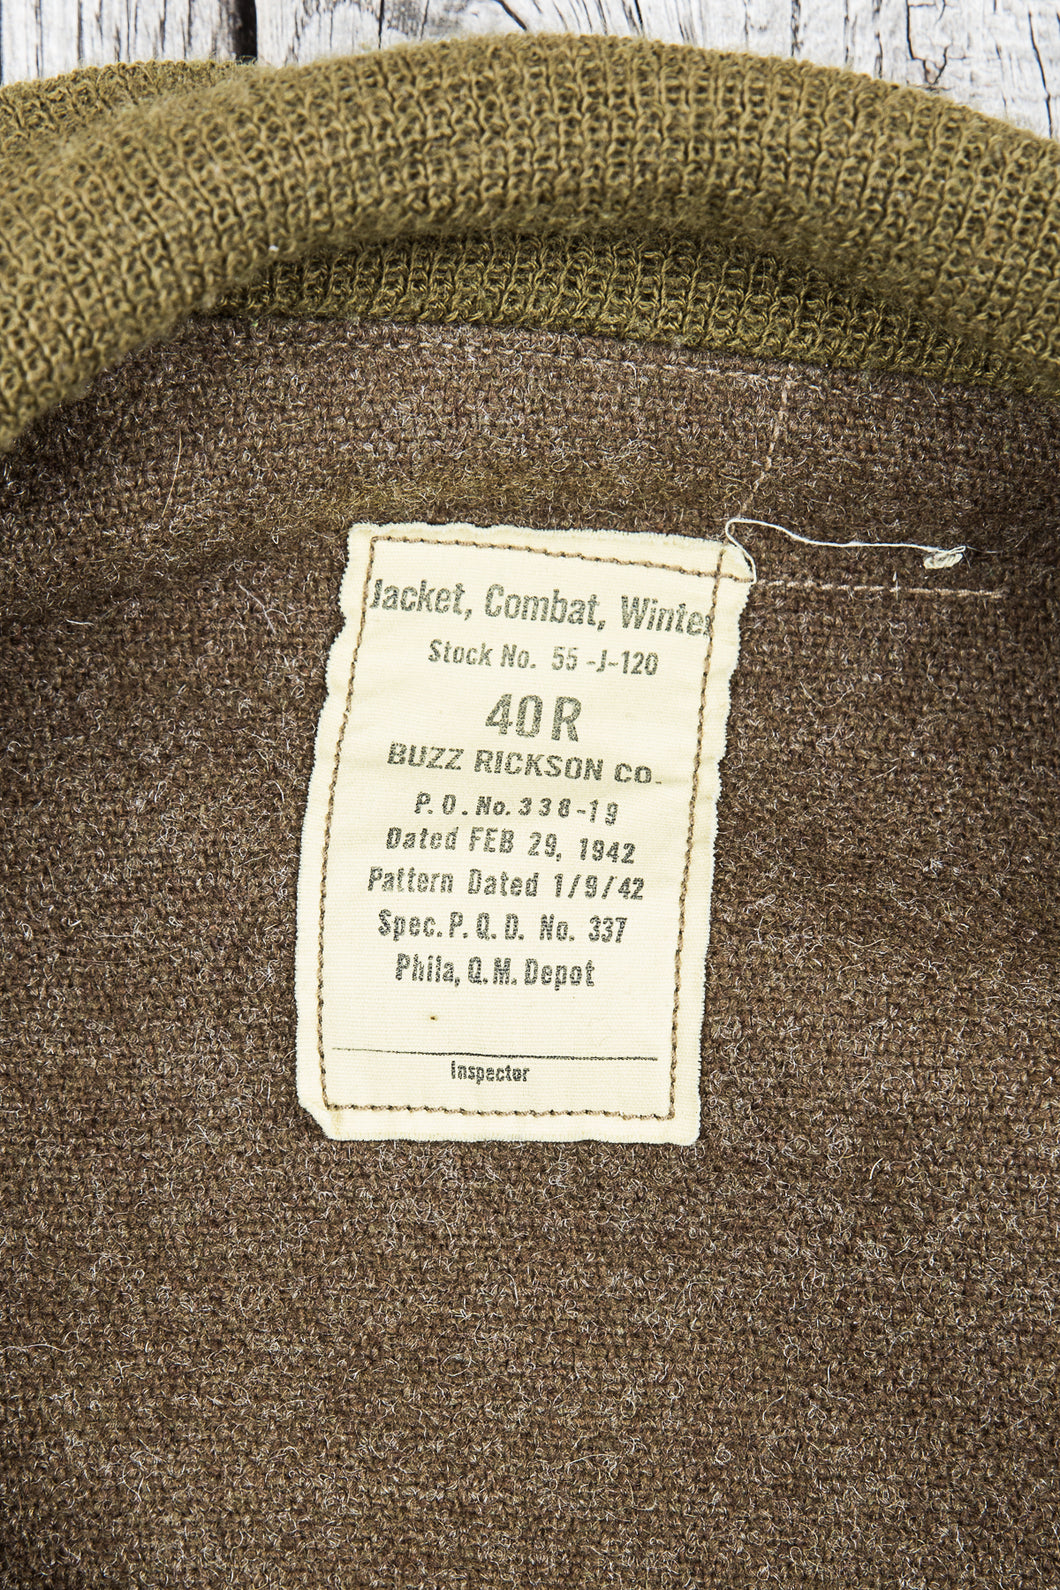 Jacket, Combat, Winter
Stock No. 55-J-120
40R
BUZZ RICKSON CO.
P.O.No.338-19
Dated FEB 29, 1942
Pattern Dated 1/9/42
Spec.P.Q.D. No. 337
Phila, Q.M. Depot
Inspector